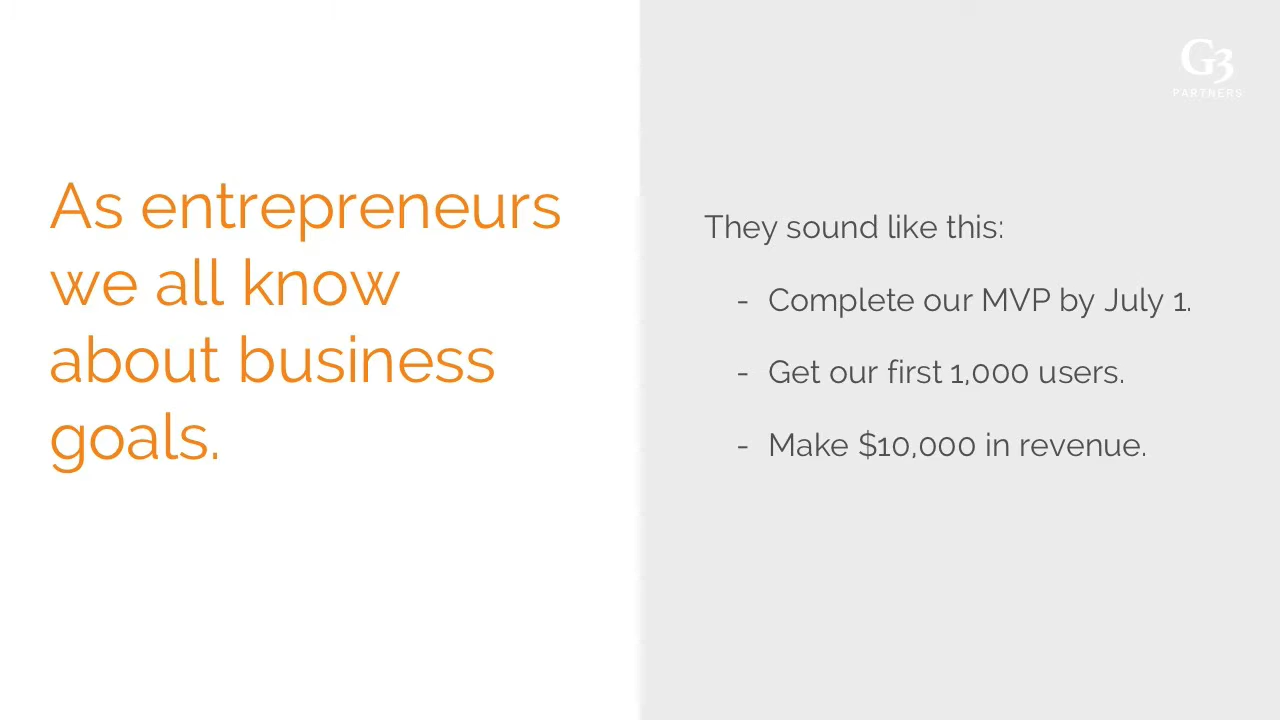 As entrepreneurs
we all know
about business
goals.
G3
PARTNERS
They sound like this:
- Complete our MVP by July 1.
- Get our first 1,000 users.
- Make $10,000 in revenue.